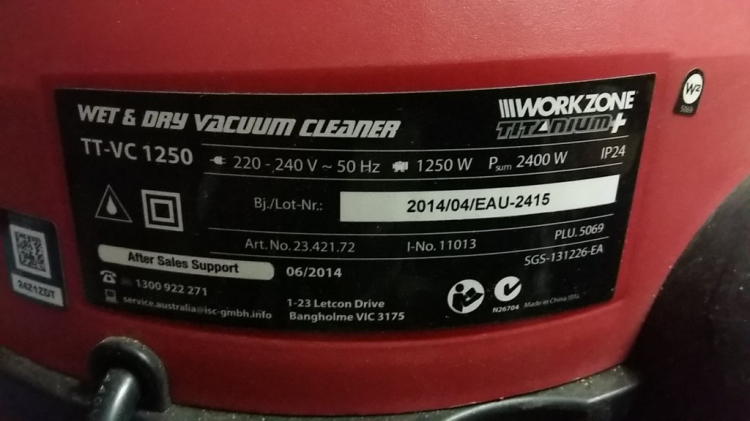 WET & DRY VACUUM CLEANER
WORKZONE
TITANIUM+
TT-VC 1250
220 - 240 V ~ 50 Hz 1250 W Psum 2400 W IP24
Bj./Lot-Nr.: 2014/04/EAU-2415
Art. No. 23.421.72 I-No. 11013 PLU. 5069
SGS-131226-EA
After Sales Support 06/2014
1300 922 271
service.australia@isc-gmbh.info
1-23 Letcon Drive
Bangholme VIC 3175
N26704
Made in China
2421ZDT
W2
5069